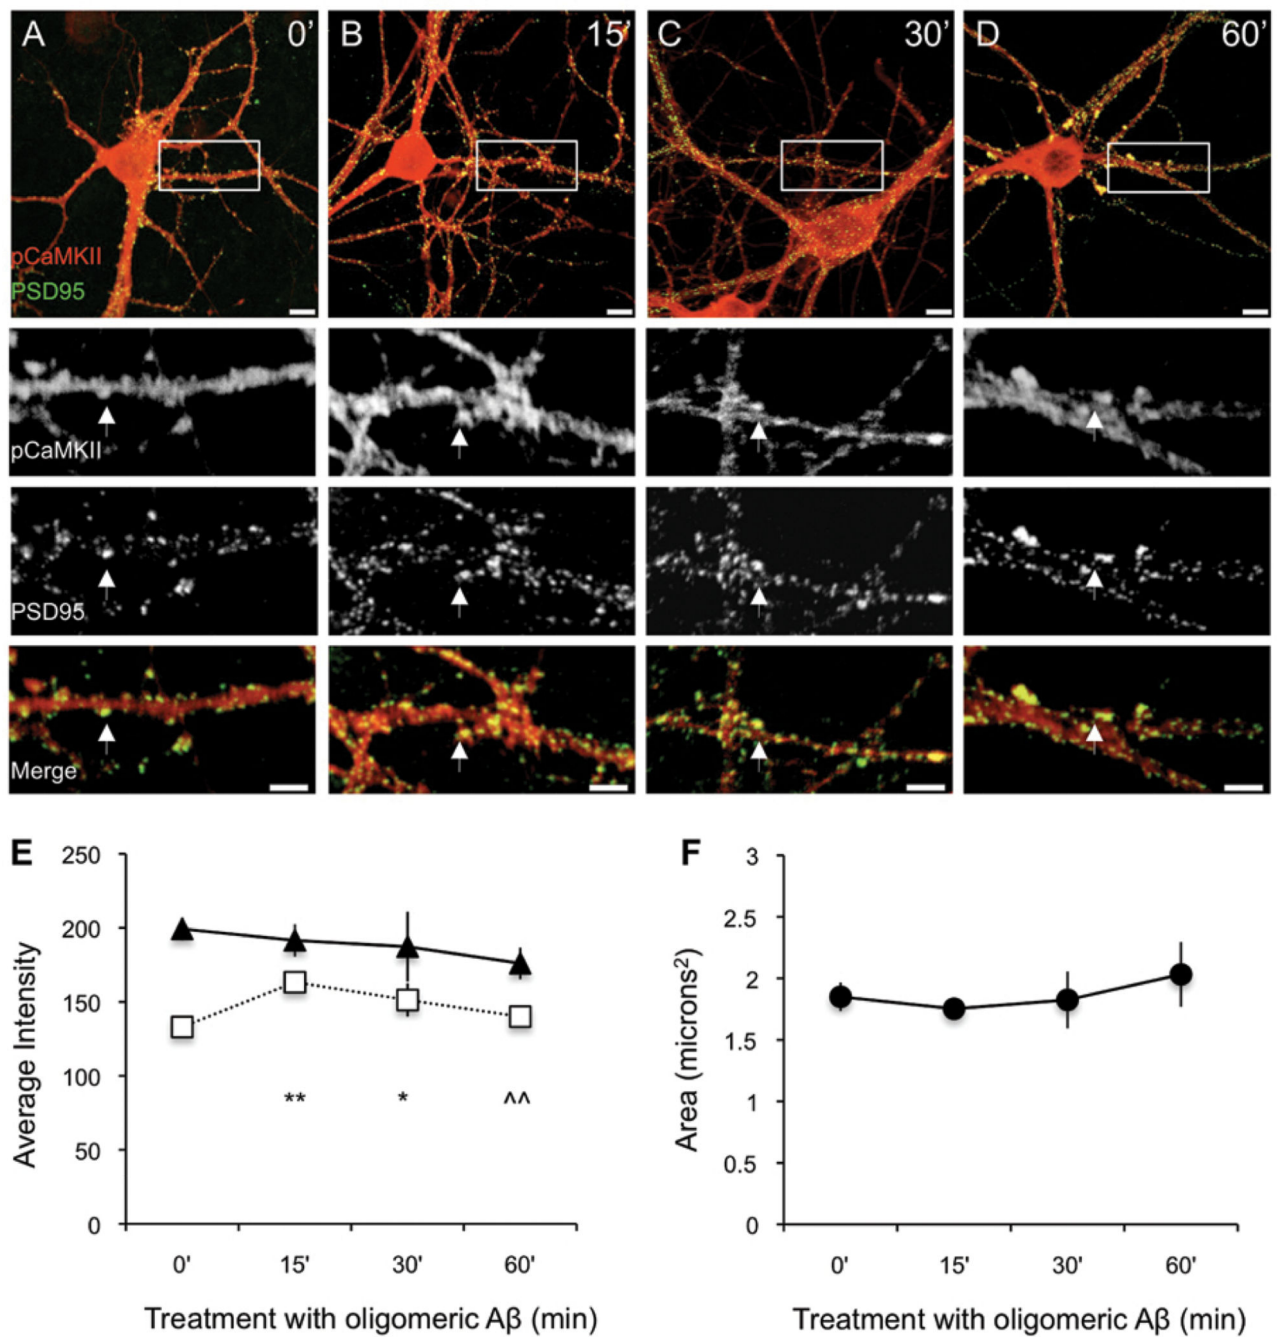 A 0’ B 15’ C 30’ D 60’
pCaMKII
PSD95
pCaMKII
PSD95
Merge
E
250
200
150
100
50
0
Average Intensity
** * ^^
0' 15' 30' 60'
Treatment with oligomeric Aβ (min)
F
3
2.5
2
1.5
1
0.5
0
Area (microns²)
0' 15' 30' 60'
Treatment with oligomeric Aβ (min)